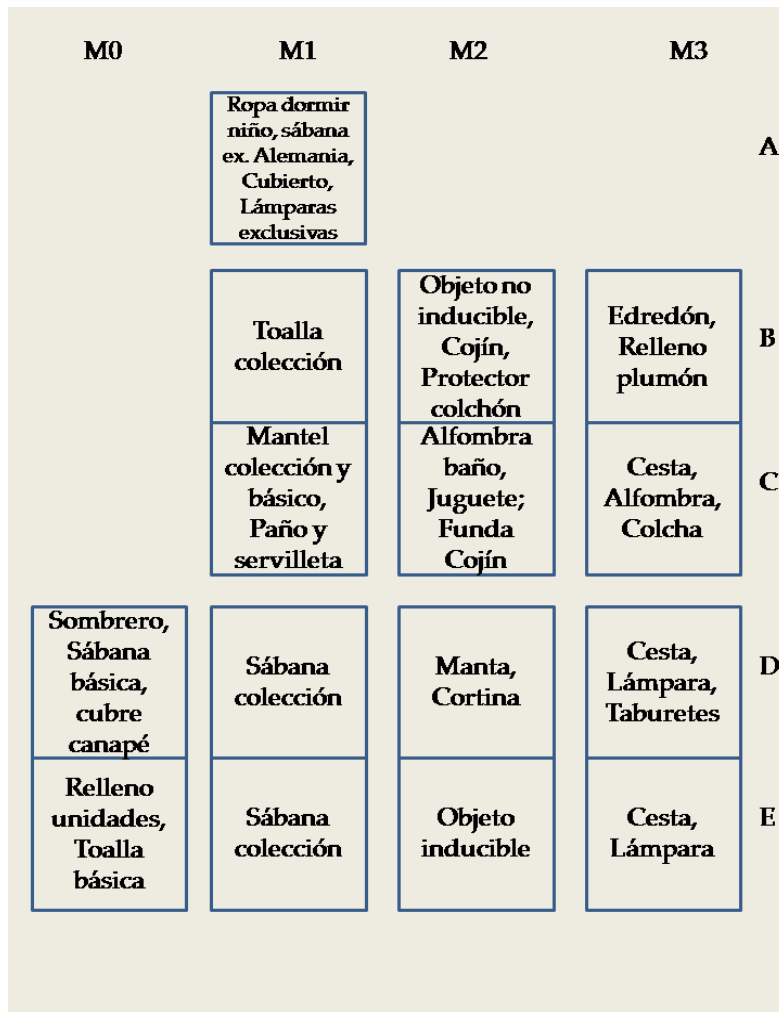 M0 M1 M2 M3
Ropa dormir
niño, sábana
ex. Alemania,
Cubierto,
Lámparas
exclusivas
A
Toalla
colección
Objeto no
inducible,
Cojín,
Protector
colchón
Edredón,
Relleno
plumón
B
Mantel
colección y
básico,
Paño y
servilleta
Alfombra
baño,
Juguete;
Funda
Cojín
Cesta,
Alfombra,
Colcha
C
Sombrero,
Sábana
básica,
cubre
canapé
Sábana
colección
Manta,
Cortina
Cesta,
Lámpara,
Taburetes
D
Relleno
unidades,
Toalla
básica
Sábana
colección
Objeto
inducible
Cesta,
Lámpara
E